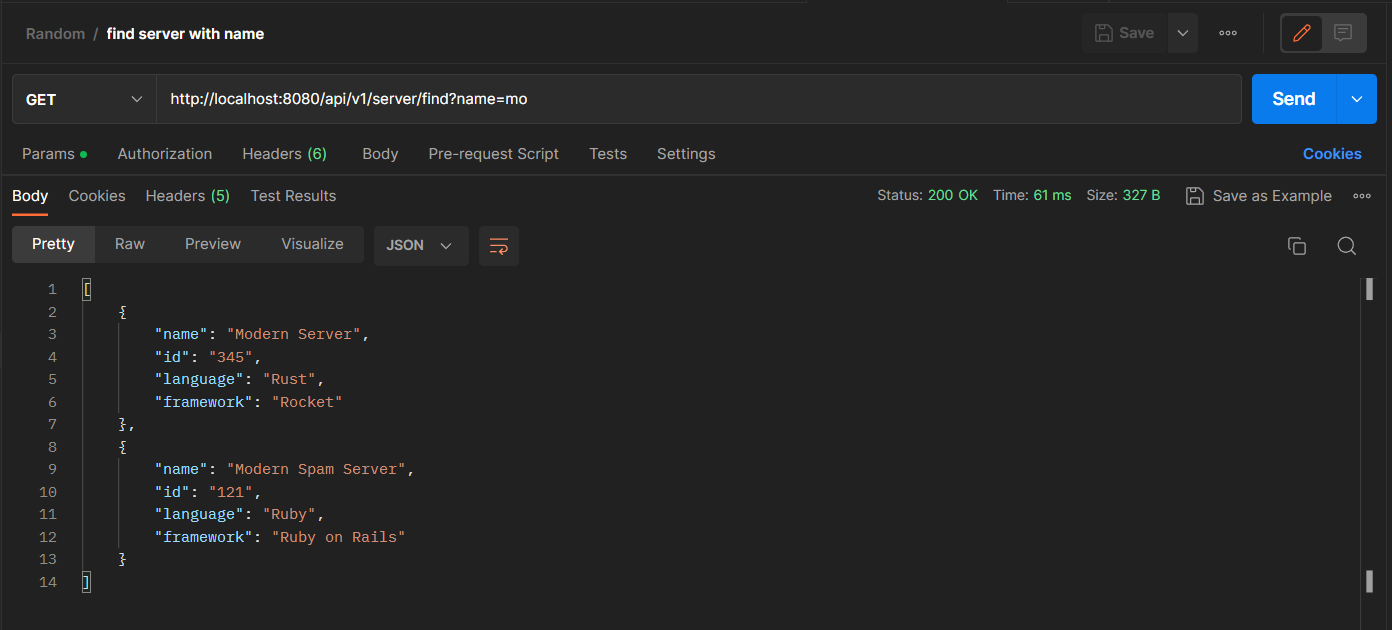 Random / find server with name
Save
GET
http://localhost:8080/api/v1/server/find?name=mo
Send
Params Authorization Headers (6) Body Pre-request Script Tests Settings Cookies
Body Cookies Headers (5) Test Results Status: 200 OK Time: 61 ms Size: 327 B Save as Example
Pretty Raw Preview Visualize JSON
1 [
2 {
3 "name": "Modern Server",
4 "id": "345",
5 "language": "Rust",
6 "framework": "Rocket"
7 },
8 {
9 "name": "Modern Spam Server",
10 "id": "121",
11 "language": "Ruby",
12 "framework": "Ruby on Rails"
13 }
14 ]